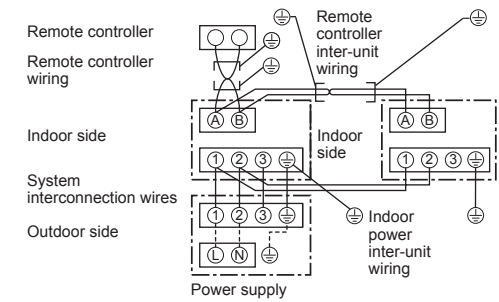 Remote controller
Remote controller
wiring
Indoor side
System
interconnection wires
Outdoor side
Remote
controller
inter-unit
wiring
A B
A B
Indoor
side
1 2 3
1 2 3
1 2 3
L N
Indoor
power
inter-unit
wiring
Power supply